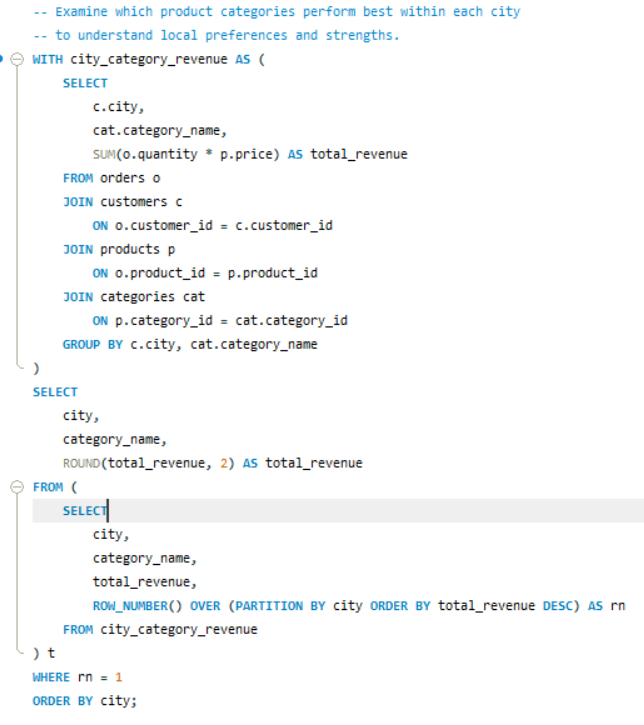 -- Examine which product categories perform best within each city
-- to understand local preferences and strengths.
WITH city_category_revenue AS (
SELECT
c.city,
cat.category_name,
SUM(o.quantity * p.price) AS total_revenue
FROM orders o
JOIN customers c
ON o.customer_id = c.customer_id
JOIN products p
ON o.product_id = p.product_id
JOIN categories cat
ON p.category_id = cat.category_id
GROUP BY c.city, cat.category_name
)
SELECT
city,
category_name,
ROUND(total_revenue, 2) AS total_revenue
FROM (
SELECT
city,
category_name,
total_revenue,
ROW_NUMBER() OVER (PARTITION BY city ORDER BY total_revenue DESC) AS rn
FROM city_category_revenue
) t
WHERE rn = 1
ORDER BY city;